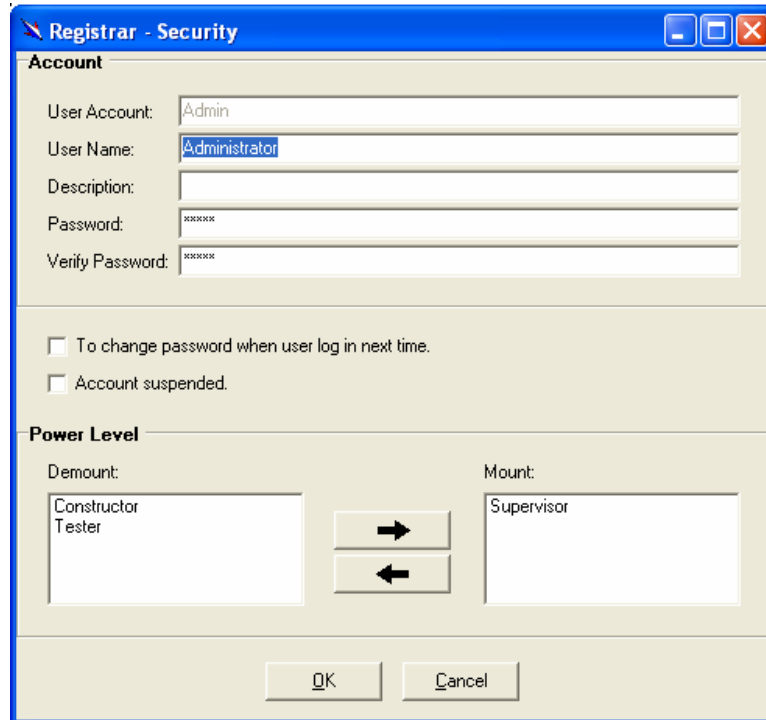 Registrar - Security
Account
User Account: Admin
User Name: Administrator
Description:
Password: *****
Verify Password: *****
To change password when user log in next time.
Account suspended.
Power Level
Demount: Mount:
Constructor Supervisor
Tester
OK Cancel